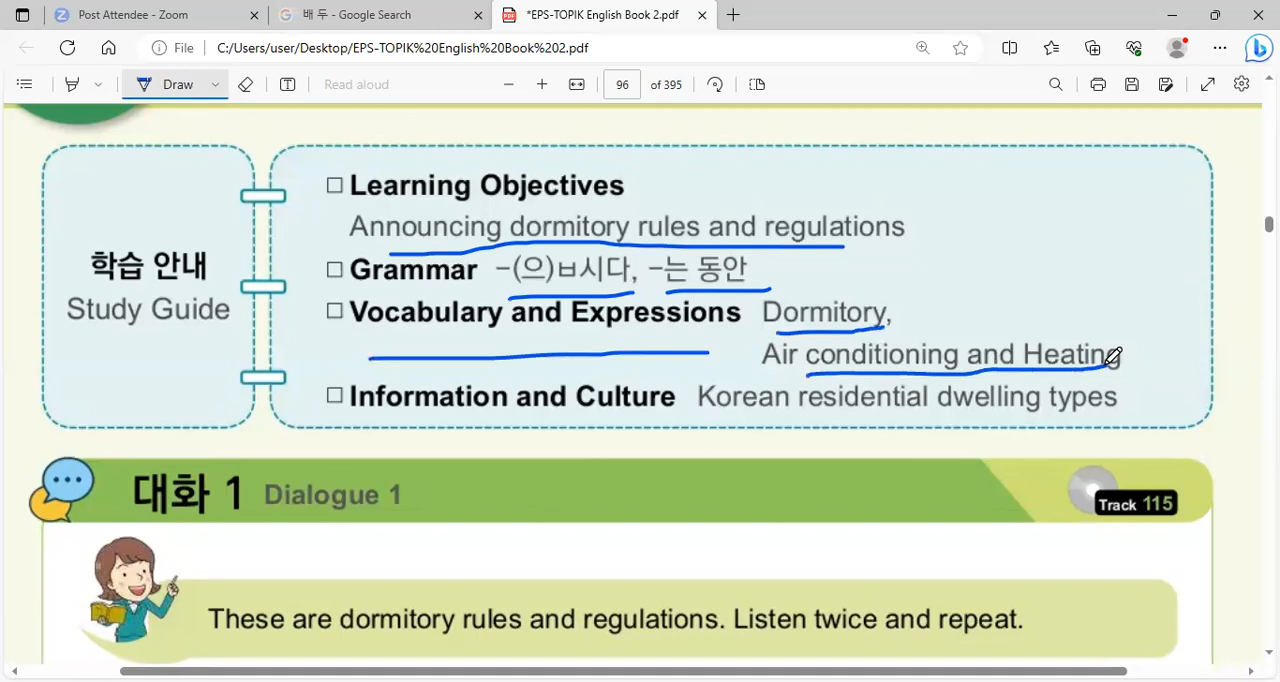 Post Attendee - Zoom
배 두 - Google Search
*EPS-TOPIK English Book 2.pdf
File
C:/Users/user/Desktop/EPS-TOPIK%20English%20Book%202.pdf
Draw
Read aloud
96
of 395
학습 안내
Study Guide
Learning Objectives
Announcing dormitory rules and regulations
Grammar -(으)ㅂ시다, -는 동안
Vocabulary and Expressions Dormitory,
Air conditioning and Heating
Information and Culture Korean residential dwelling types
대화 1 Dialogue 1
Track 115
These are dormitory rules and regulations. Listen twice and repeat.